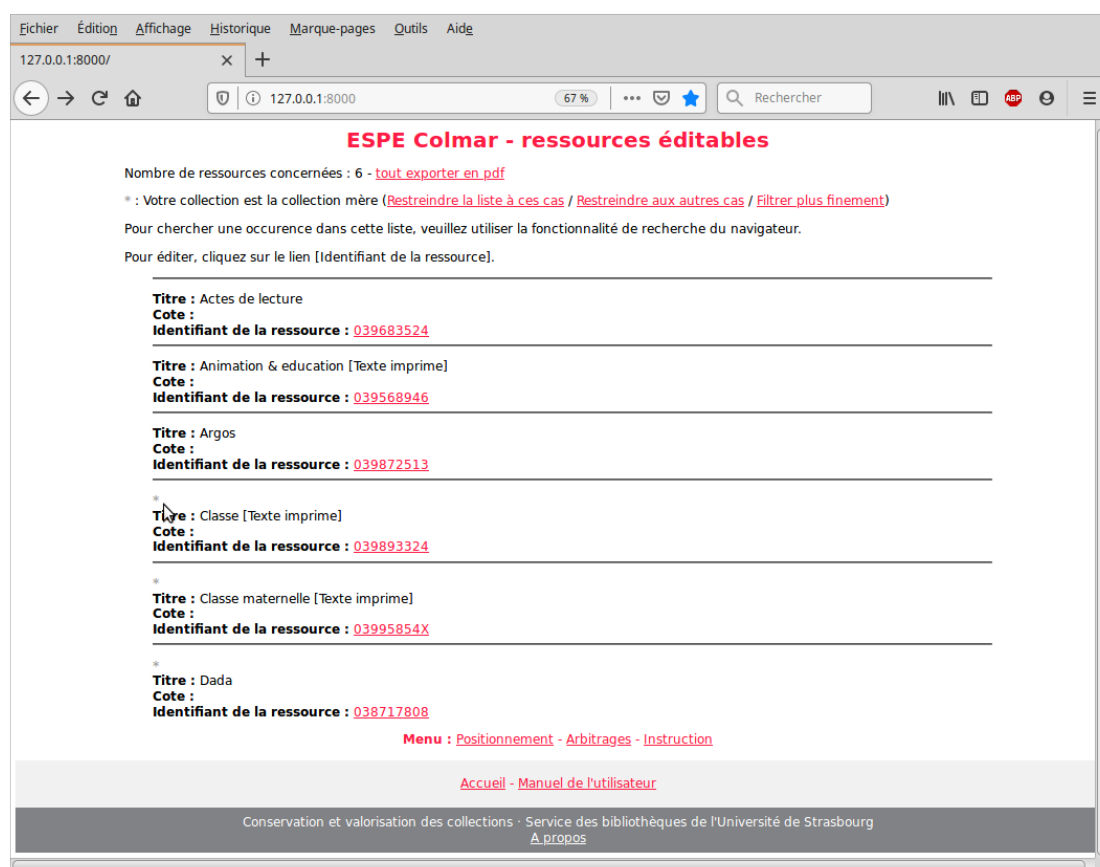 Fichier Édition Affichage Historique Marque-pages Outils Aide
127.0.0.1:8000/
127.0.0.1:8000 67 % Rechercher ABP
ESPE Colmar - ressources éditables
Nombre de ressources concernées : 6 - tout exporter en pdf
* : Votre collection est la collection mère (Restreindre la liste à ces cas / Restreindre aux autres cas / Filtrer plus finement)
Pour chercher une occurence dans cette liste, veuillez utiliser la fonctionnalité de recherche du navigateur.
Pour éditer, cliquez sur le lien [Identifiant de la ressource].
Titre : Actes de lecture
Cote :
Identifiant de la ressource : 039683524
Titre : Animation & education [Texte imprime]
Cote :
Identifiant de la ressource : 039568946
Titre : Argos
Cote :
Identifiant de la ressource : 039872513
*
Titre : Classe [Texte imprime]
Cote :
Identifiant de la ressource : 039893324
*
Titre : Classe maternelle [Texte imprime]
Cote :
Identifiant de la ressource : 03995854X
*
Titre : Dada
Cote :
Identifiant de la ressource : 038717808
Menu : Positionnement - Arbitrages - Instruction
Accueil - Manuel de l'utilisateur
Conservation et valorisation des collections · Service des bibliothèques de l'Université de Strasbourg
A propos